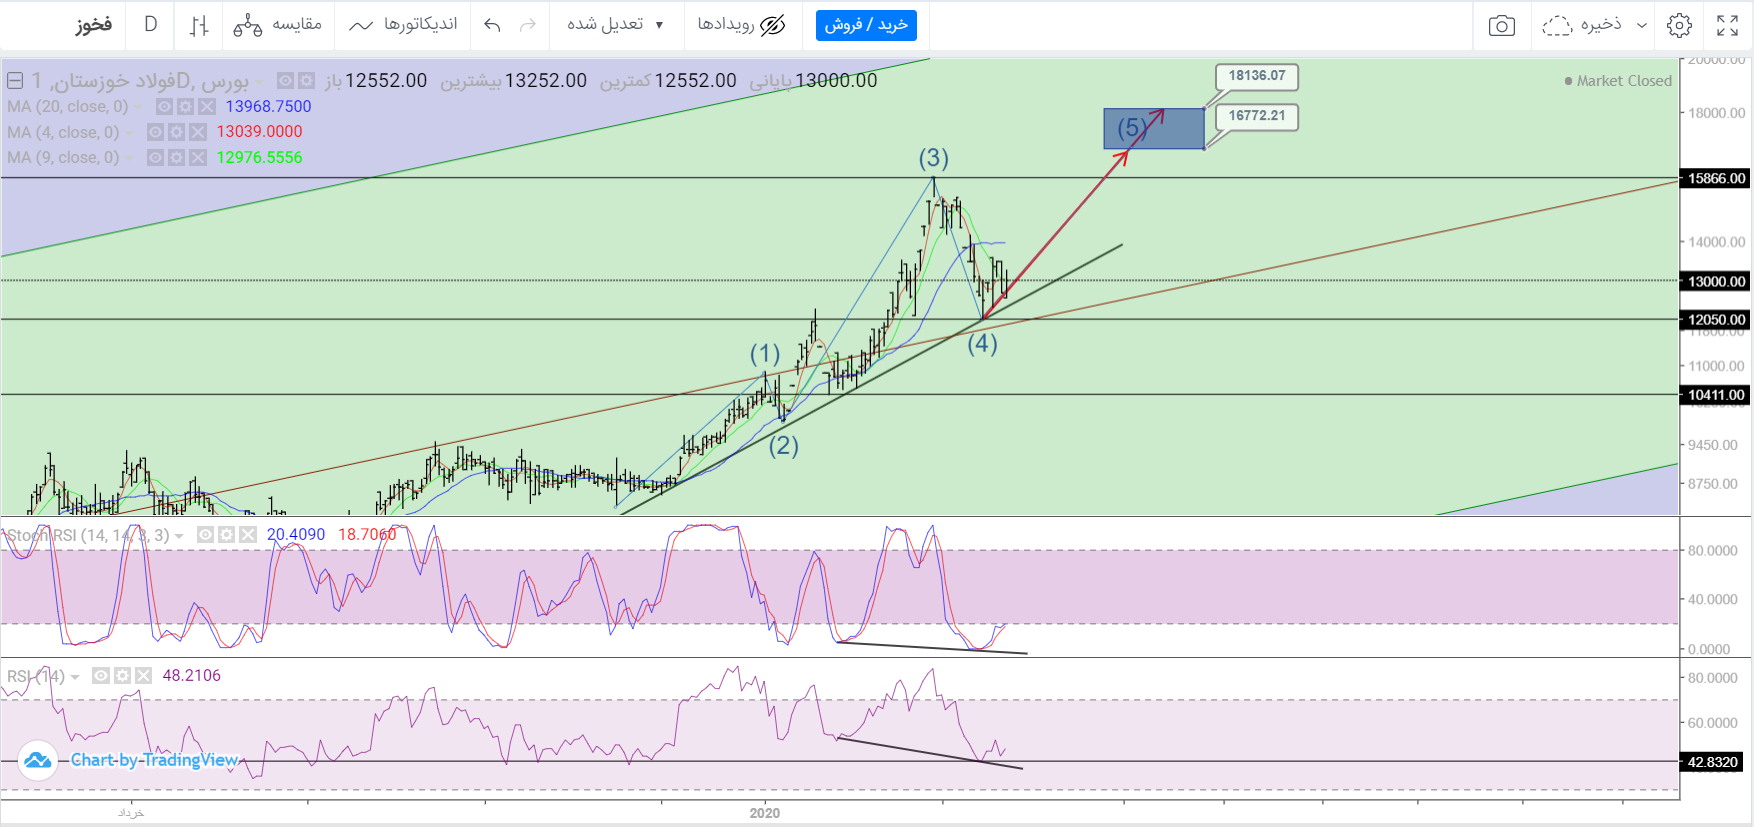 فخوز
D
مقایسه
اندیکاتورها
تعدیل شده
رویدادها
خرید / فروش
ذخیره
فولاد خوزستان, 1D, بورس
باز 12552.00 بیشترین 13252.00 کمترین 12552.00 پایانی 13000.00
Market Closed
MA (20, close, 0) 13968.7500
MA (4, close, 0) 13039.0000
MA (9, close, 0) 12976.5556
18136.07
16772.21
(1)
(2)
(3)
(4)
(5)
20000.00
18000.00
15866.00
14000.00
13000.00
12050.00
11000.00
10411.00
9450.00
8750.00
Stoch RSI (14, 14, 3, 3) 20.4090 18.7060
80.0000
40.0000
0.0000
RSI (14) 48.2106
80.0000
60.0000
42.8320
Chart by TradingView
خرداد
2020